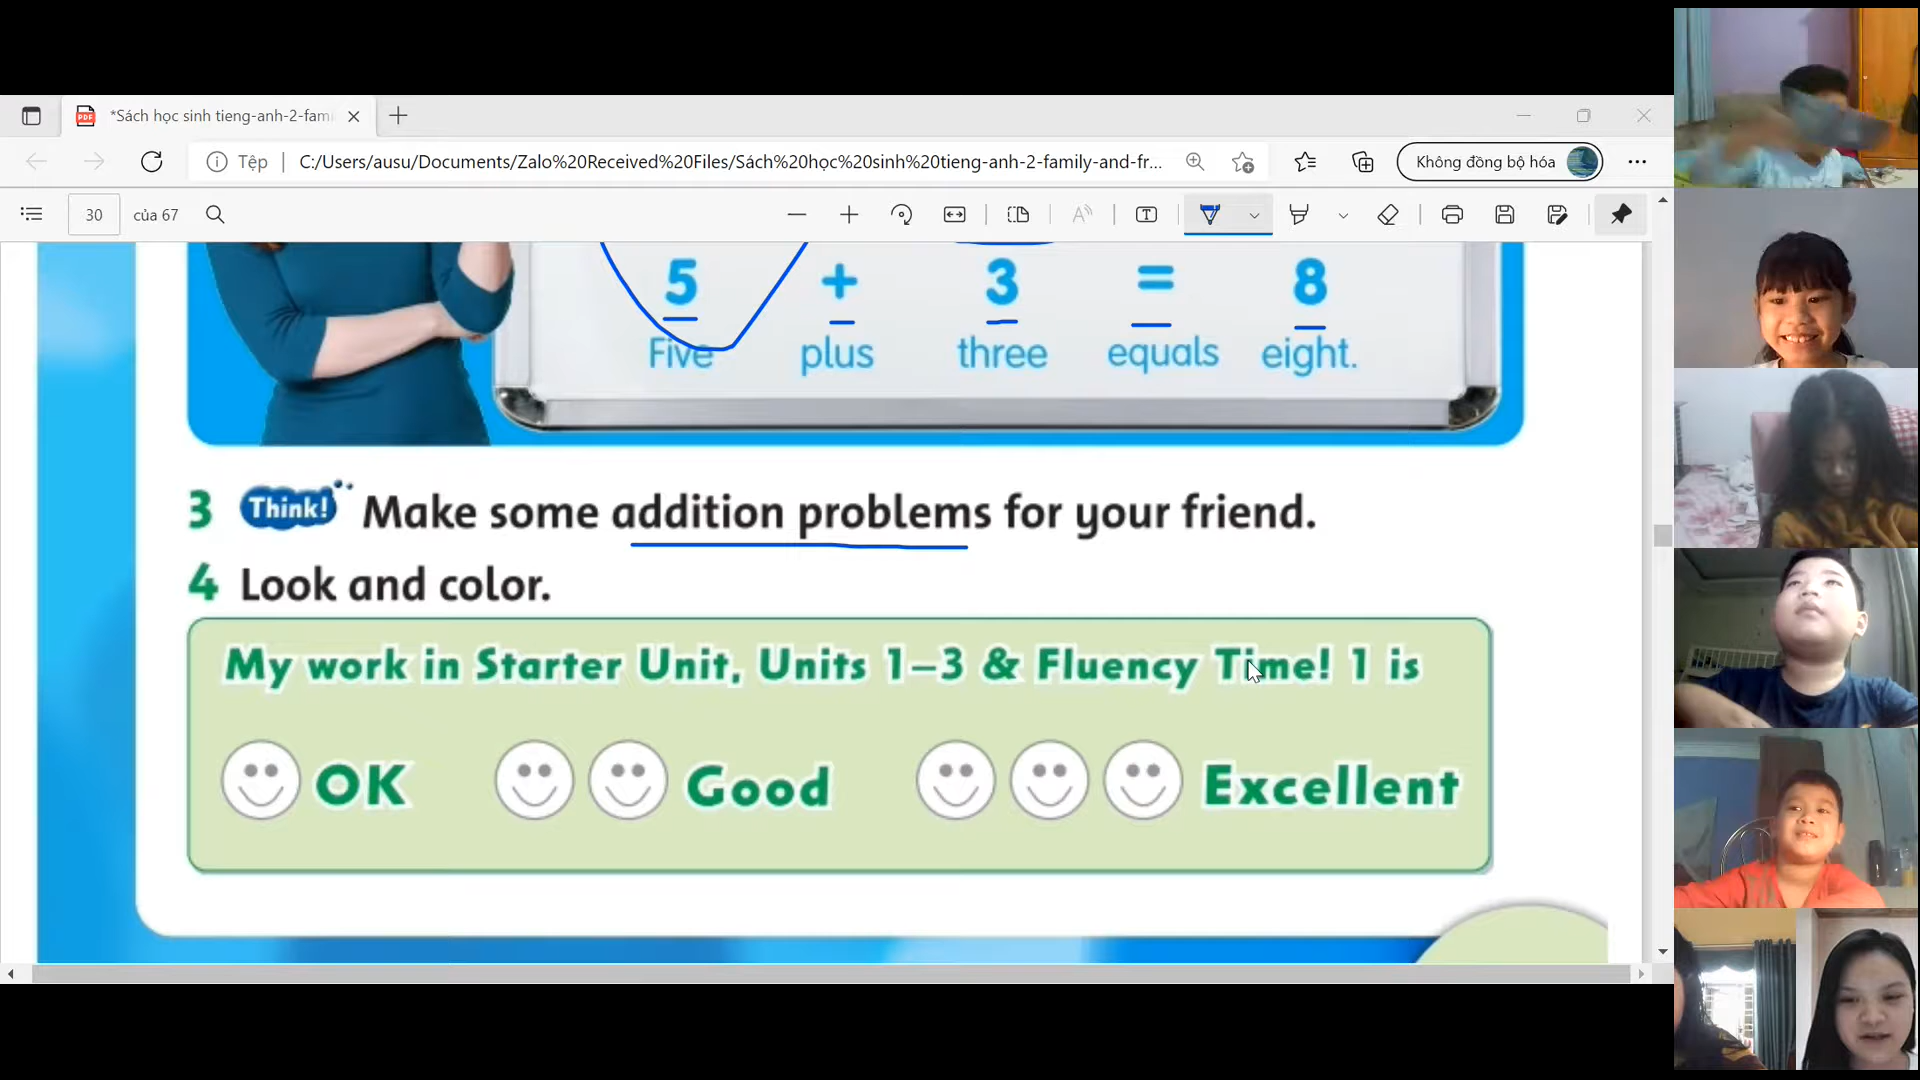 *Sách học sinh tieng-anh-2-fami
Tệp
C:/Users/ausu/Documents/Zalo%20Received%20Files/Sách%20học%20sinh%20tieng-anh-2-family-and-fr...
Không đồng bộ hóa
30 của 67
5 + 3 = 8
Five plus three equals eight.
3 Think! Make some addition problems for your friend.
4 Look and color.
My work in Starter Unit, Units 1–3 & Fluency Time! 1 is
OK Good Excellent